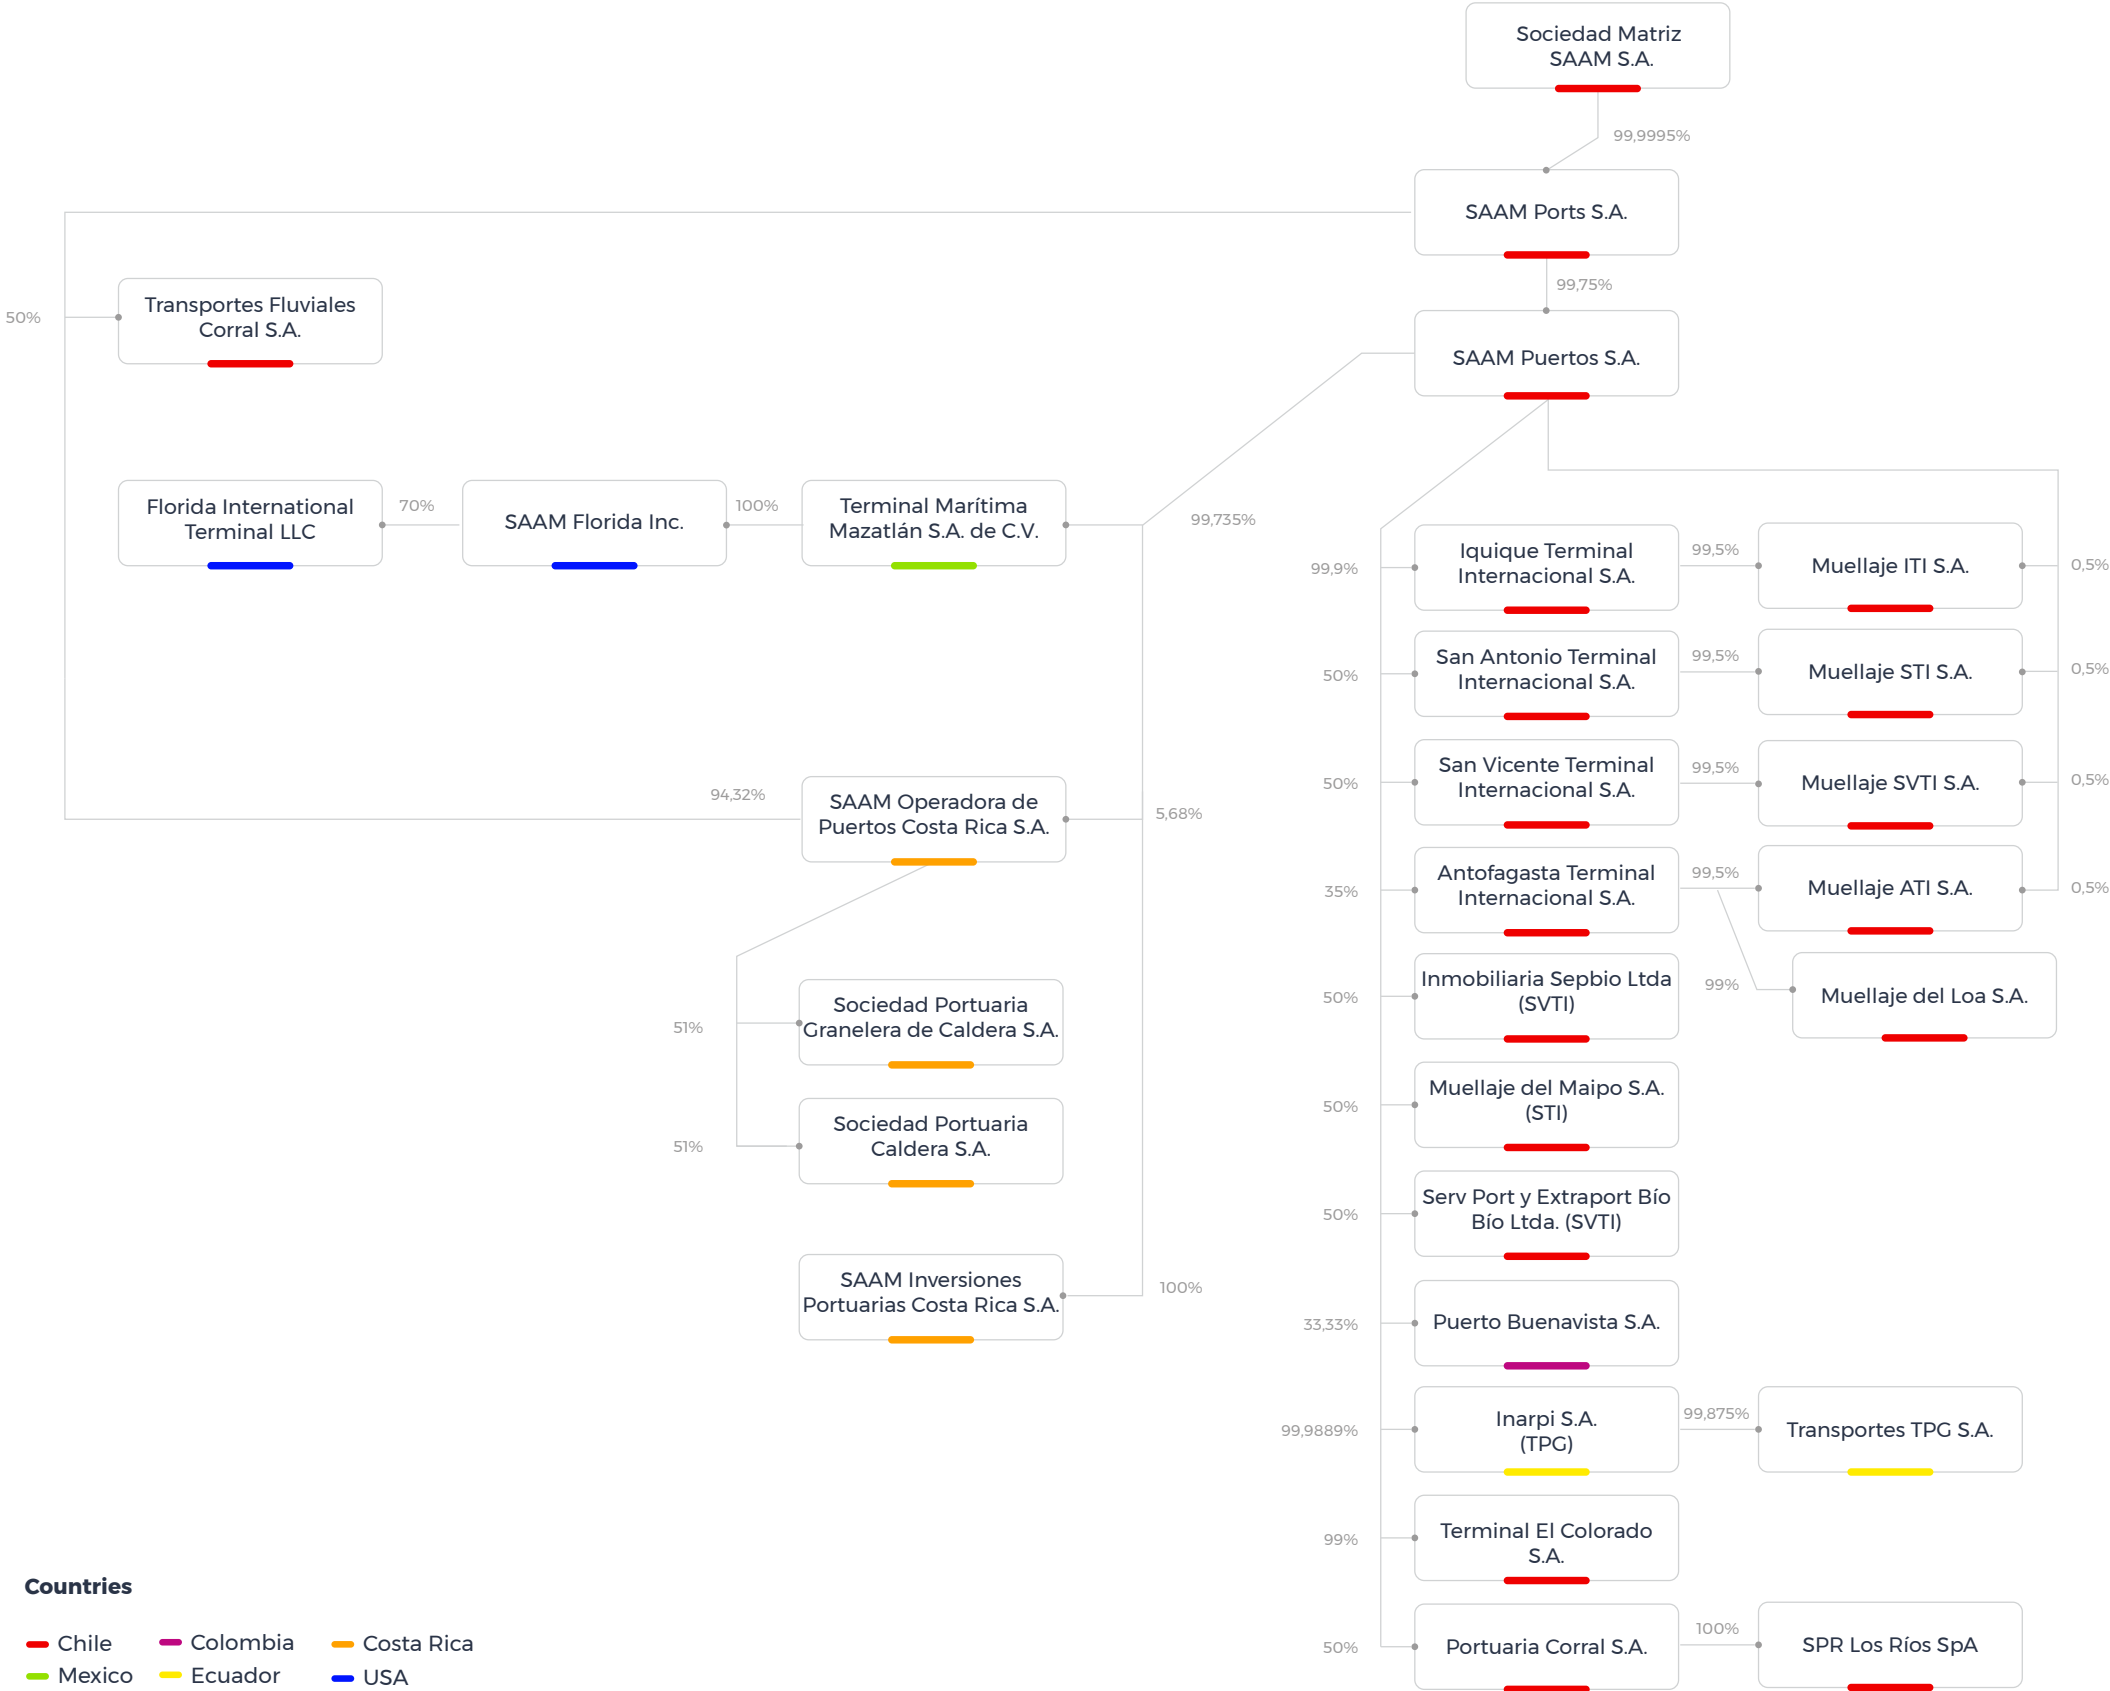 Sociedad Matriz
SAAM S.A.
99,9995%
SAAM Ports S.A.
99,75%
50%
Transportes Fluviales
Corral S.A.
SAAM Puertos S.A.
Florida International
Terminal LLC
70%
SAAM Florida Inc.
100%
Terminal Marítima
Mazatlán S.A. de C.V.
99,735%
94,32%
SAAM Operadora de
Puertos Costa Rica S.A.
5,68%
51%
Sociedad Portuaria
Granelera de Caldera S.A.
51%
Sociedad Portuaria
Caldera S.A.
SAAM Inversiones
Portuarias Costa Rica S.A.
100%
99,9%
Iquique Terminal
Internacional S.A.
99,5%
Muellaje ITI S.A.
0,5%
50%
San Antonio Terminal
Internacional S.A.
99,5%
Muellaje STI S.A.
0,5%
50%
San Vicente Terminal
Internacional S.A.
99,5%
Muellaje SVTI S.A.
0,5%
35%
Antofagasta Terminal
Internacional S.A.
99,5%
Muellaje ATI S.A.
0,5%
50%
Inmobiliaria Sepbio Ltda
(SVTI)
99%
Muellaje del Loa S.A.
50%
Muellaje del Maipo S.A.
(STI)
50%
Serv Port y Extraport Bío
Bío Ltda. (SVTI)
33,33%
Puerto Buenavista S.A.
99,9889%
Inarpi S.A.
(TPG)
99,875%
Transportes TPG S.A.
99%
Terminal El Colorado
S.A.
50%
Portuaria Corral S.A.
100%
SPR Los Ríos SpA
Countries
Chile
Colombia
Costa Rica
Mexico
Ecuador
USA